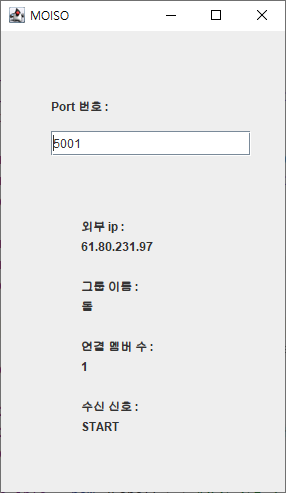 MOISO
Port 번호 :
5001
외부 ip :
61.80.231.97
그룹 이름 :
돌
연결 멤버 수 :
1
수신 신호 :
START